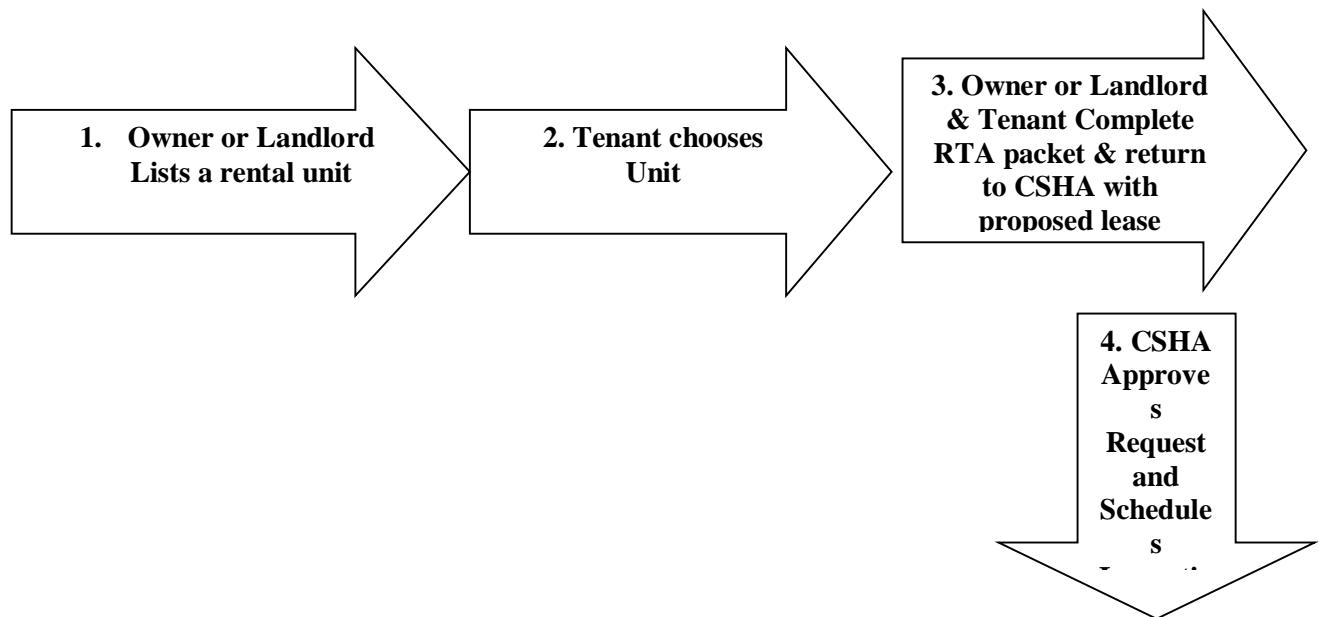 1. Owner or Landlord
Lists a rental unit
2. Tenant chooses
Unit
3. Owner or Landlord
& Tenant Complete
RTA packet & return
to CSHA with
proposed lease
4. CSHA
Approve
s
Request
and
Schedule
s